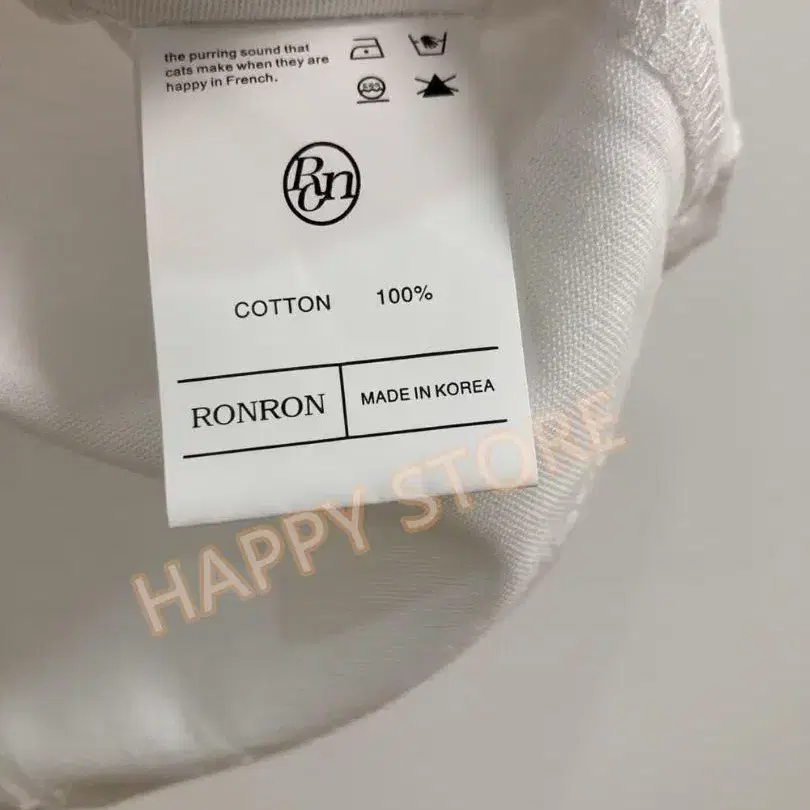 the purring sound that
cats make when they are
happy in French.
Ron
COTTON 100%
RONRON MADE IN KOREA
HAPPY STORE